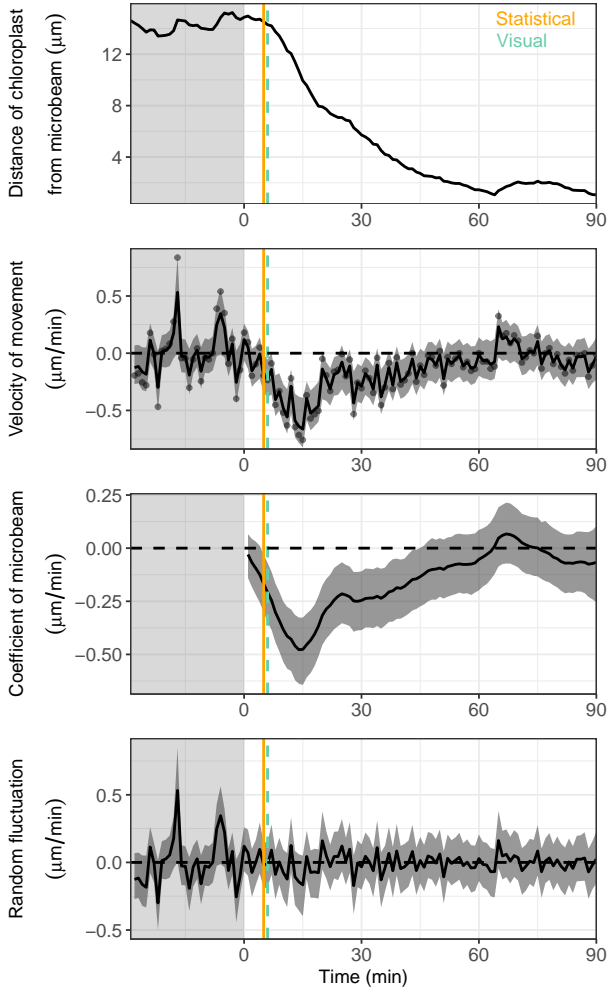 Distance of chloroplast
from microbeam (μm)
Statistical
Visual
12
8
4
0
30
60
90
Velocity of movement
(μm/min)
0.5
0.0
−0.5
0
30
60
90
Coefficient of microbeam
(μm/min)
0.25
0.00
−0.25
−0.50
0
30
60
90
Random fluctuation
(μm/min)
0.5
0.0
−0.5
0
30
60
90
Time (min)